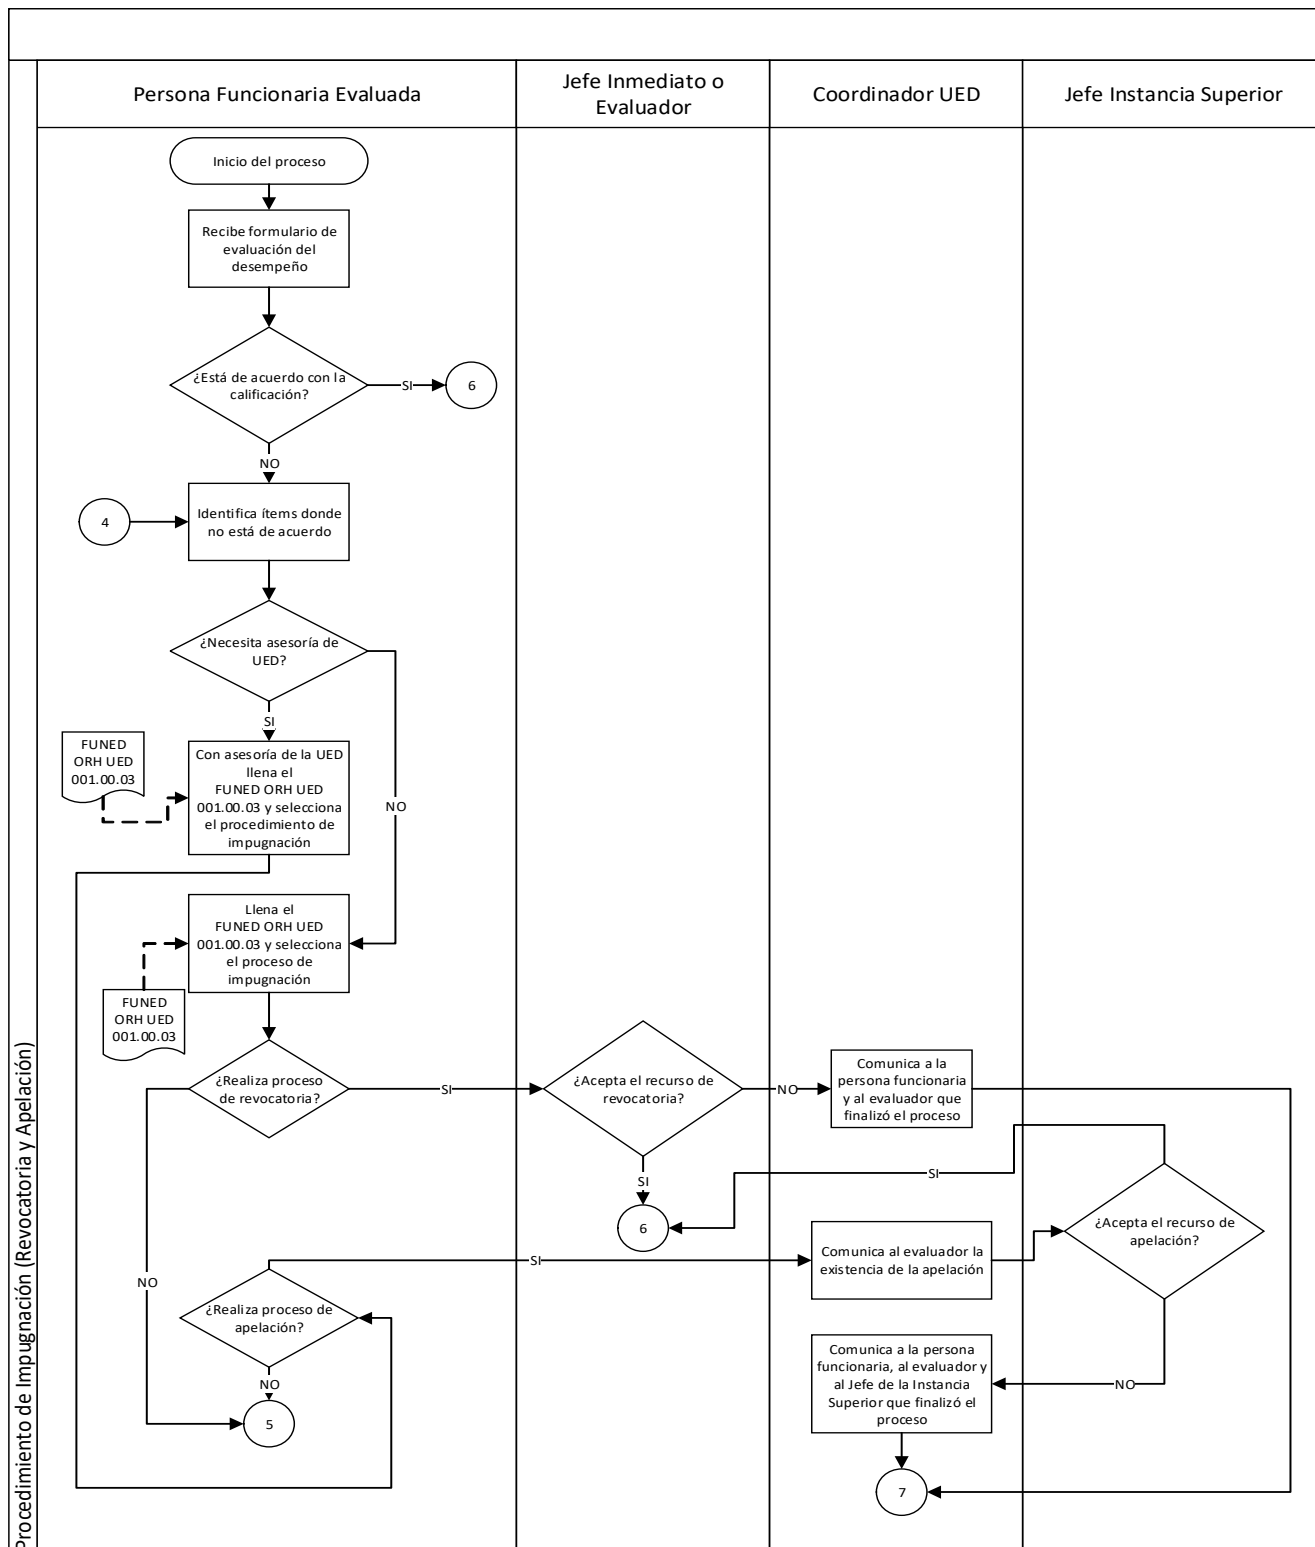 Persona Funcionaria Evaluada
Jefe Inmediato o
Evaluador
Coordinador UED
Jefe Instancia Superior
Procedimiento de Impugnación (Revocatoria y Apelación)
Inicio del proceso
Recibe formulario de
evaluación del
desempeño
¿Está de acuerdo con la
calificación?
SI
6
NO
4
Identifica ítems donde
no está de acuerdo
¿Necesita asesoría de
UED?
SI
NO
FUNED
ORH UED
001.00.03
Con asesoría de la UED
llena el
FUNED ORH UED
001.00.03 y selecciona
el procedimiento de
impugnación
Llena el
FUNED ORH UED
001.00.03 y selecciona
el proceso de
impugnación
FUNED
ORH UED
001.00.03
¿Realiza proceso
de revocatoria?
SI
¿Acepta el recurso de
revocatoria?
NO
Comunica a la
persona funcionaria
y al evaluador que
finalizó el proceso
SI
SI
6
¿Acepta el recurso de
apelación?
Comunica al evaluador la
existencia de la apelación
SI
NO
¿Realiza proceso de
apelación?
NO
5
Comunica a la persona
funcionaria, al evaluador y
al Jefe de la Instancia
Superior que finalizó el
proceso
NO
7